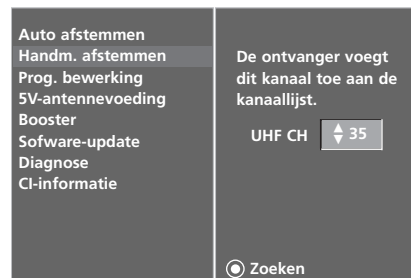 Auto afstemmen
Handm. afstemmen
Prog. bewerking
5V-antennevoeding
Booster
Sofware-update
Diagnose
CI-informatie
De ontvanger voegt
dit kanaal toe aan de
kanaallijst.
UHF CH 35
Zoeken